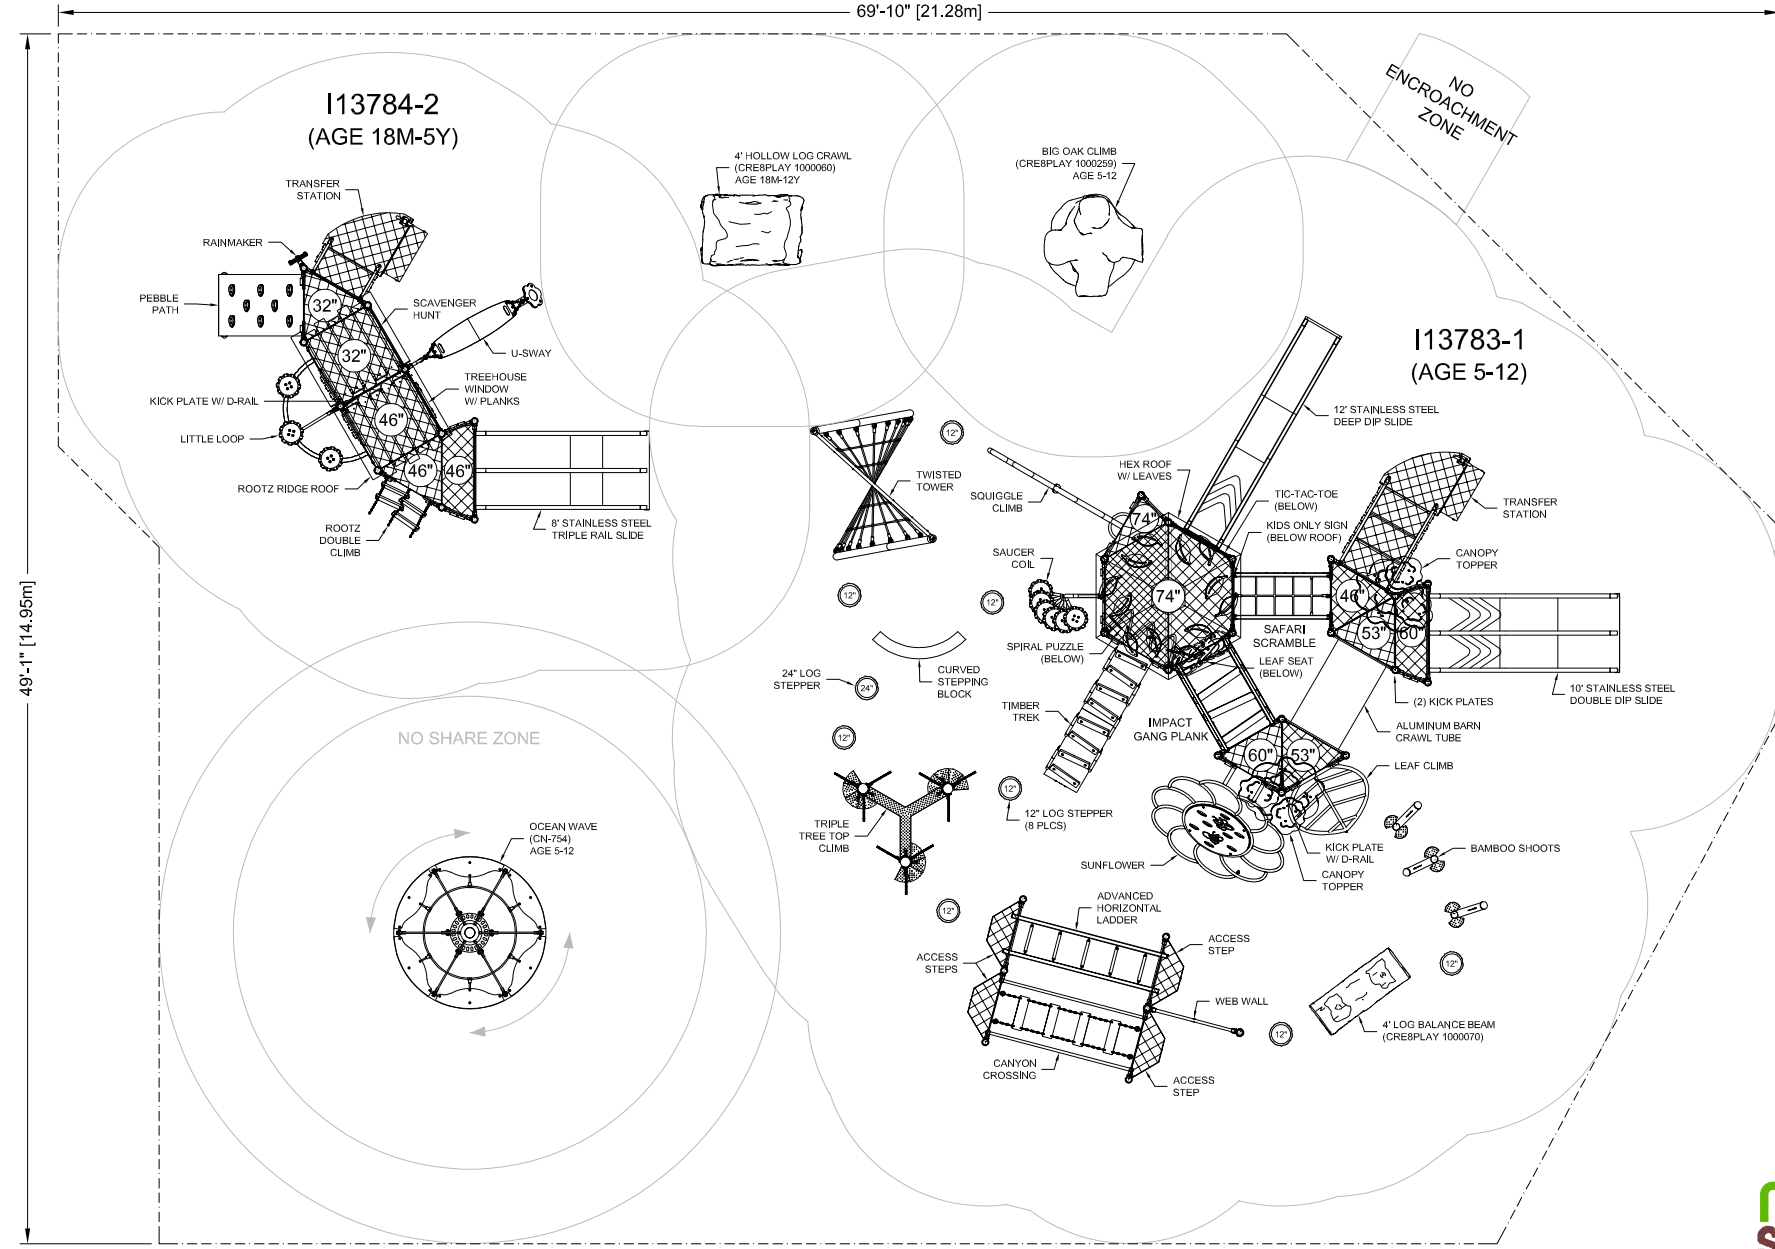 69'-10" [21.28m]
49'-1" [14.95m]
I13784-2
(AGE 18M-5Y)
TRANSFER
STATION
RAINMAKER
PEBBLE
PATH
32"
SCAVENGER
HUNT
32"
U-SWAY
TREEHOUSE
WINDOW
W/ PLANKS
KICK PLATE W/ D-RAIL
46"
LITTLE LOOP
46"
46"
ROOTZ RIDGE ROOF
ROOTZ
DOUBLE
CLIMB
8' STAINLESS STEEL
TRIPLE RAIL SLIDE
4' HOLLOW LOG CRAWL
(CRE8PLAY 1000060)
AGE 18M-12Y
BIG OAK CLIMB
(CRE8PLAY 1000259)
AGE 5-12
NO
ENCROACHMENT
ZONE
I13783-1
(AGE 5-12)
12' STAINLESS STEEL
DEEP DIP SLIDE
12"
TWISTED
TOWER
SQUIGGLE
CLIMB
HEX ROOF
W/ LEAVES
TIC-TAC-TOE
(BELOW)
KIDS ONLY SIGN
(BELOW ROOF)
TRANSFER
STATION
CANOPY
TOPPER
74"
74"
SAUCER
COIL
12"
12"
46"
53"
60"
SAFARI
SCRAMBLE
SPIRAL PUZZLE
(BELOW)
LEAF SEAT
(BELOW)
CURVED
STEPPING
BLOCK
24" LOG
STEPPER
24"
10' STAINLESS STEEL
DOUBLE DIP SLIDE
(2) KICK PLATES
TIMBER
TREK
IMPACT
GANG PLANK
ALUMINUM BARN
CRAWL TUBE
12"
60"
53"
LEAF CLIMB
NO SHARE ZONE
12"
12" LOG STEPPER
(8 PLCS)
TRIPLE
TREE TOP
CLIMB
OCEAN WAVE
(CN-754)
AGE 5-12
SUNFLOWER
KICK PLATE
W/ D-RAIL
CANOPY
TOPPER
BAMBOO SHOOTS
12"
ADVANCED
HORIZONTAL
LADDER
ACCESS
STEP
ACCESS
STEPS
12"
WEB WALL
12"
4' LOG BALANCE BEAM
(CRE8PLAY 1000070)
CANYON
CROSSING
ACCESS
STEP